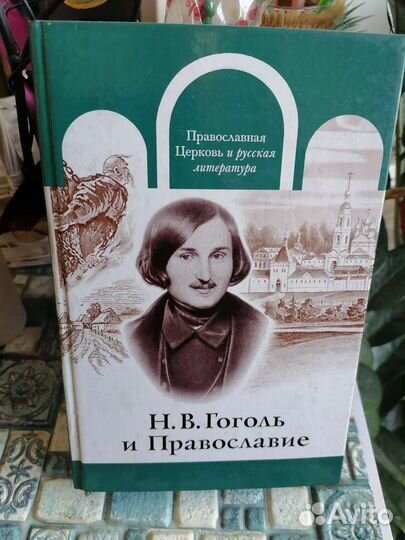 Православная
Церковь и русская
литература
Н. В. Гоголь
и Православие
Avito